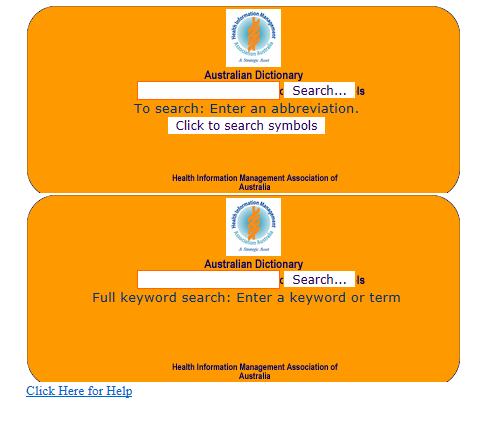 Health Information Management
Association Australia
A Strategic Asset
Australian Dictionary
Search... ls
To search: Enter an abbreviation.
Click to search symbols
Health Information Management Association of
Australia
Health Information Management
Association Australia
A Strategic Asset
Australian Dictionary
Search... ls
Full keyword search: Enter a keyword or term
Health Information Management Association of
Australia
Click Here for Help